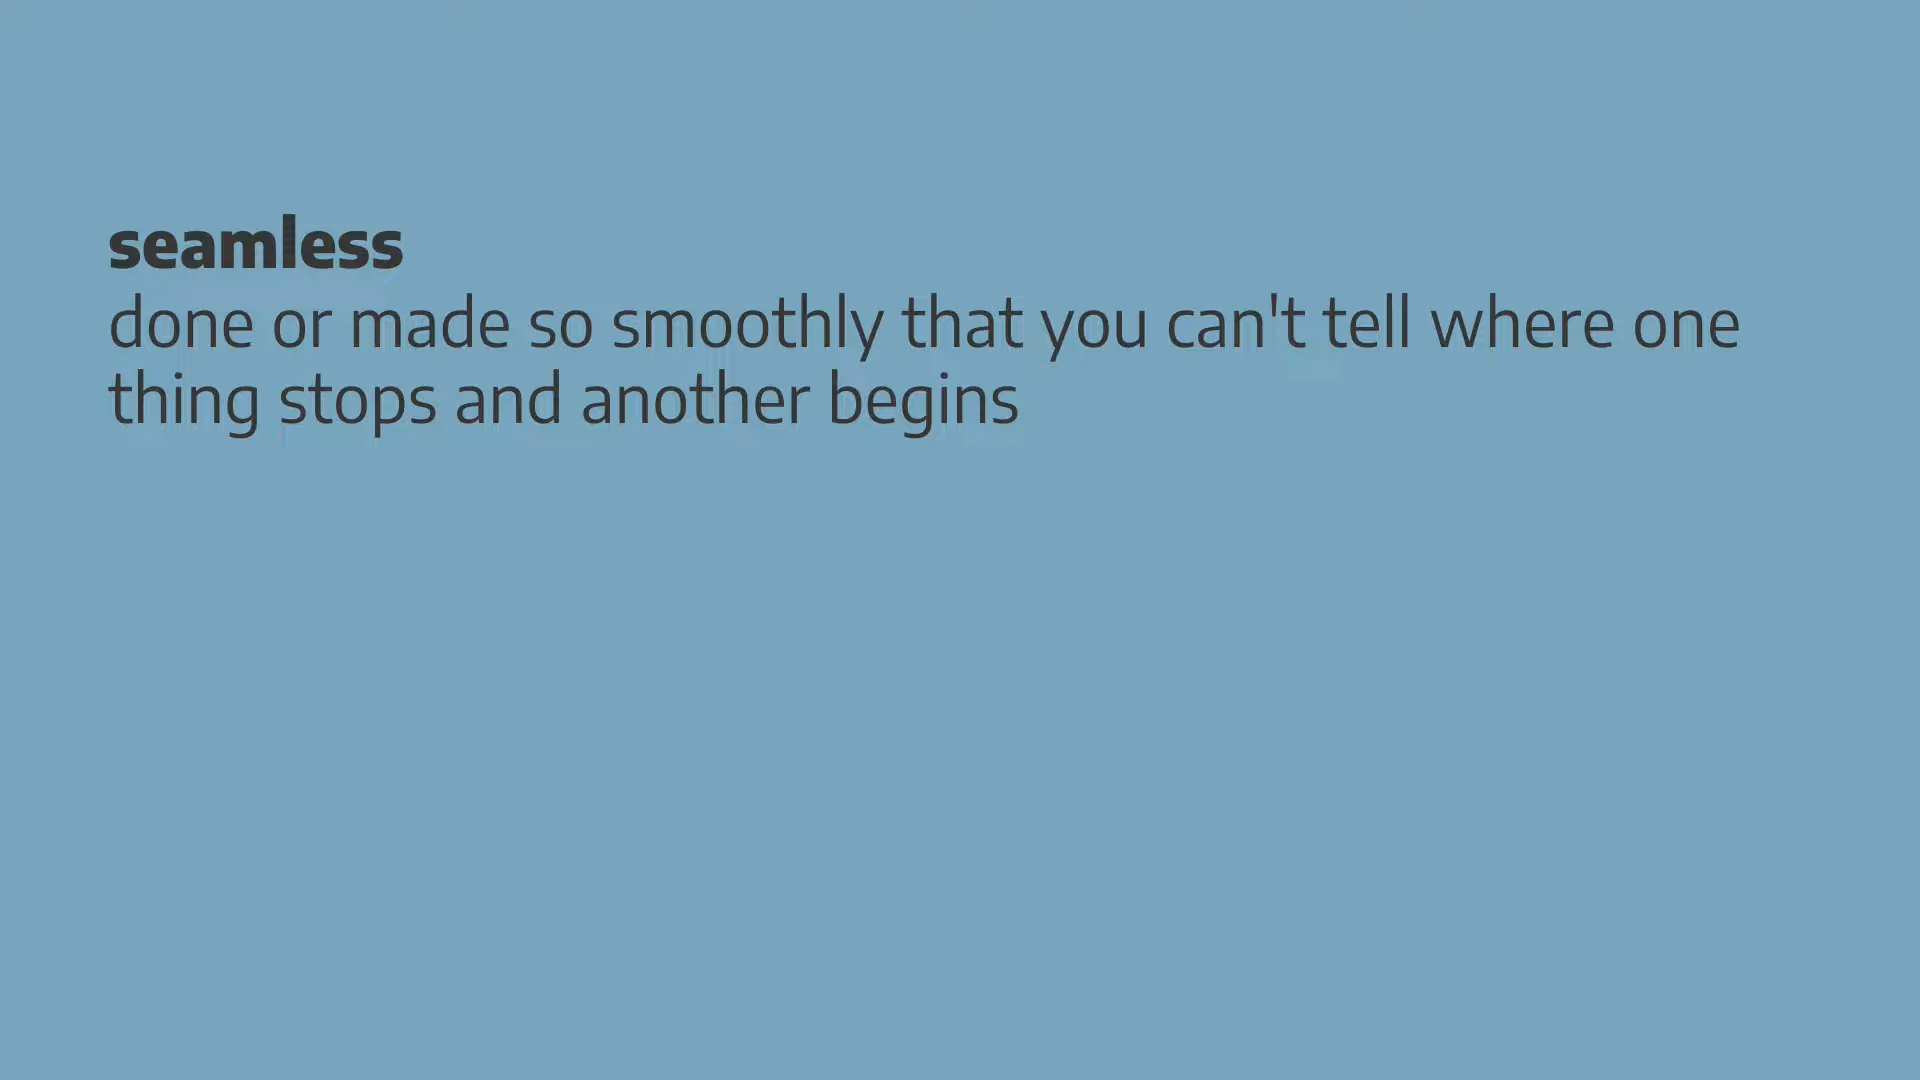 seamless
done or made so smoothly that you can't tell where one
thing stops and another begins